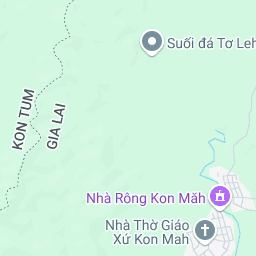 Suối đá Tơ Leh
KON TUM
GIA LAI
Nhà Rông Kon Măh
Nhà Thờ Giáo
Xứ Kon Mah